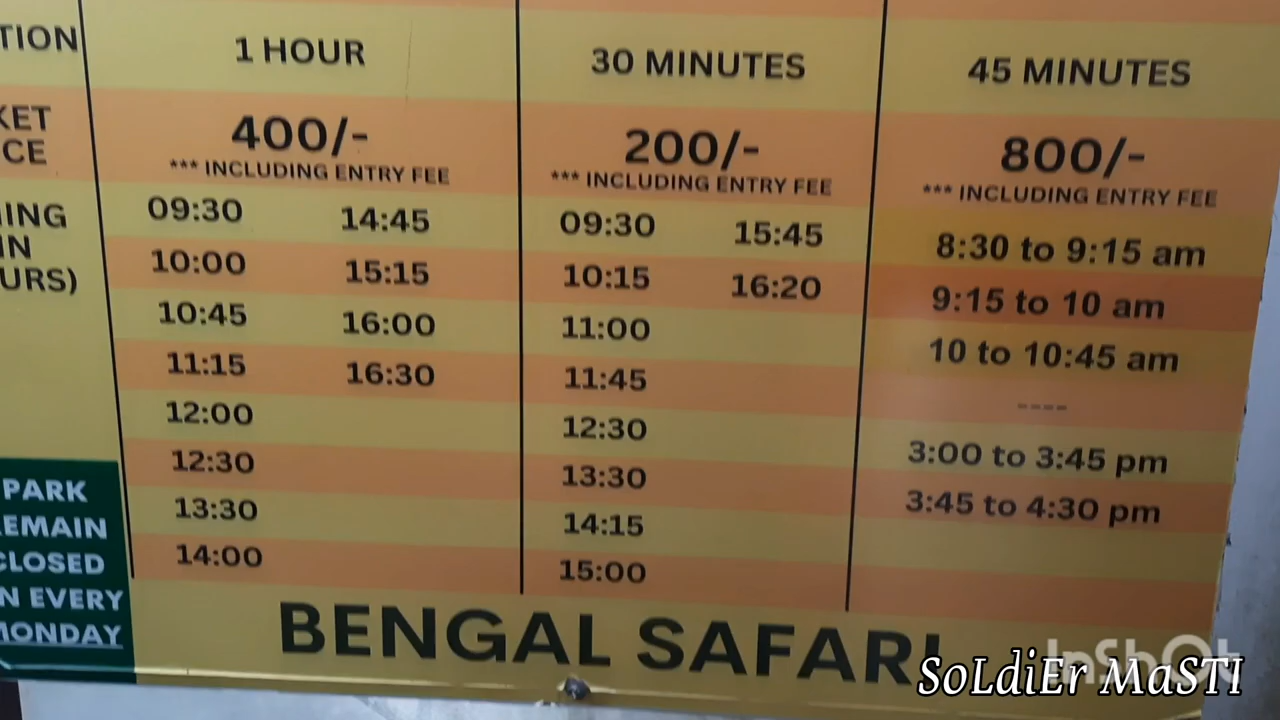 TION 1 HOUR 30 MINUTES 45 MINUTES
KET
CE
400/- 200/- 800/-
*** INCLUDING ENTRY FEE *** INCLUDING ENTRY FEE *** INCLUDING ENTRY FEE
NING
IN
URS)
09:30 14:45 09:30 15:45 8:30 to 9:15 am
10:00 15:15 10:15 16:20 9:15 to 10 am
10:45 16:00 11:00 10 to 10:45 am
11:15 16:30 11:45 ----
12:00 12:30 3:00 to 3:45 pm
12:30 13:30 3:45 to 4:30 pm
13:30 14:15
14:00 15:00
PARK
EMAIN
CLOSED
N EVERY
MONDAY
BENGAL SAFARI
InShOt
SoLdiEr MaSTI